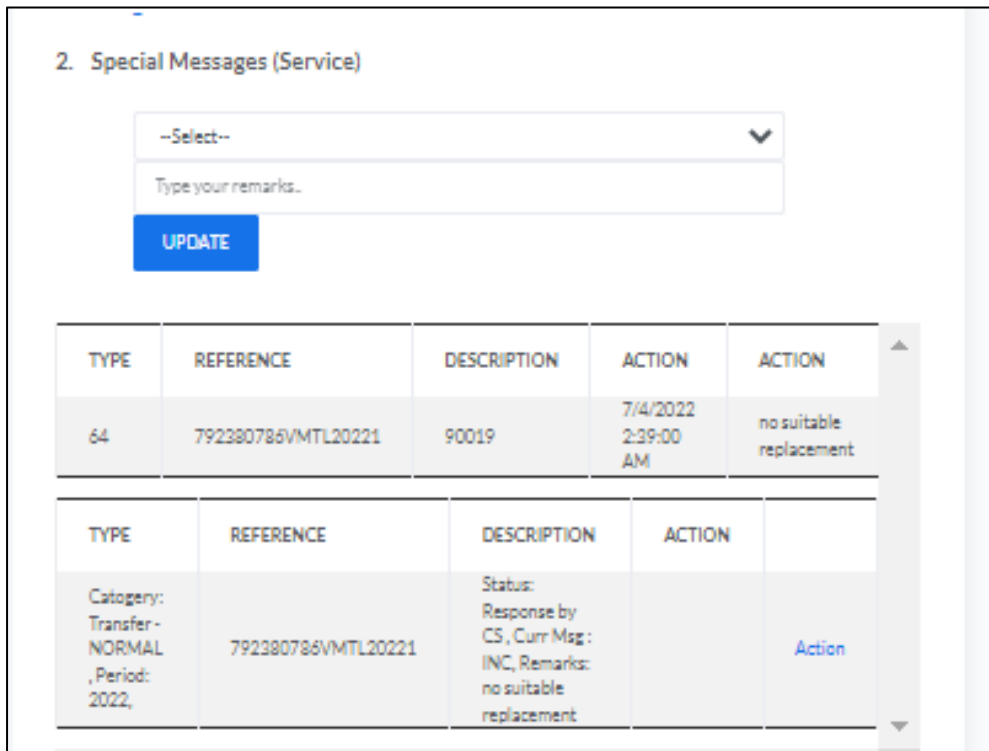 2. Special Messages (Service)
--Select--
Type your remarks..
UPDATE
TYPE REFERENCE DESCRIPTION ACTION ACTION
64 792380786VMTL20221 90019 7/4/2022 2:39:00 AM no suitable replacement
TYPE REFERENCE DESCRIPTION ACTION
Catogery: Transfer - NORMAL , Period: 2022, 792380786VMTL20221 Status: Response by CS , Curr Msg : INC, Remarks: no suitable replacement Action